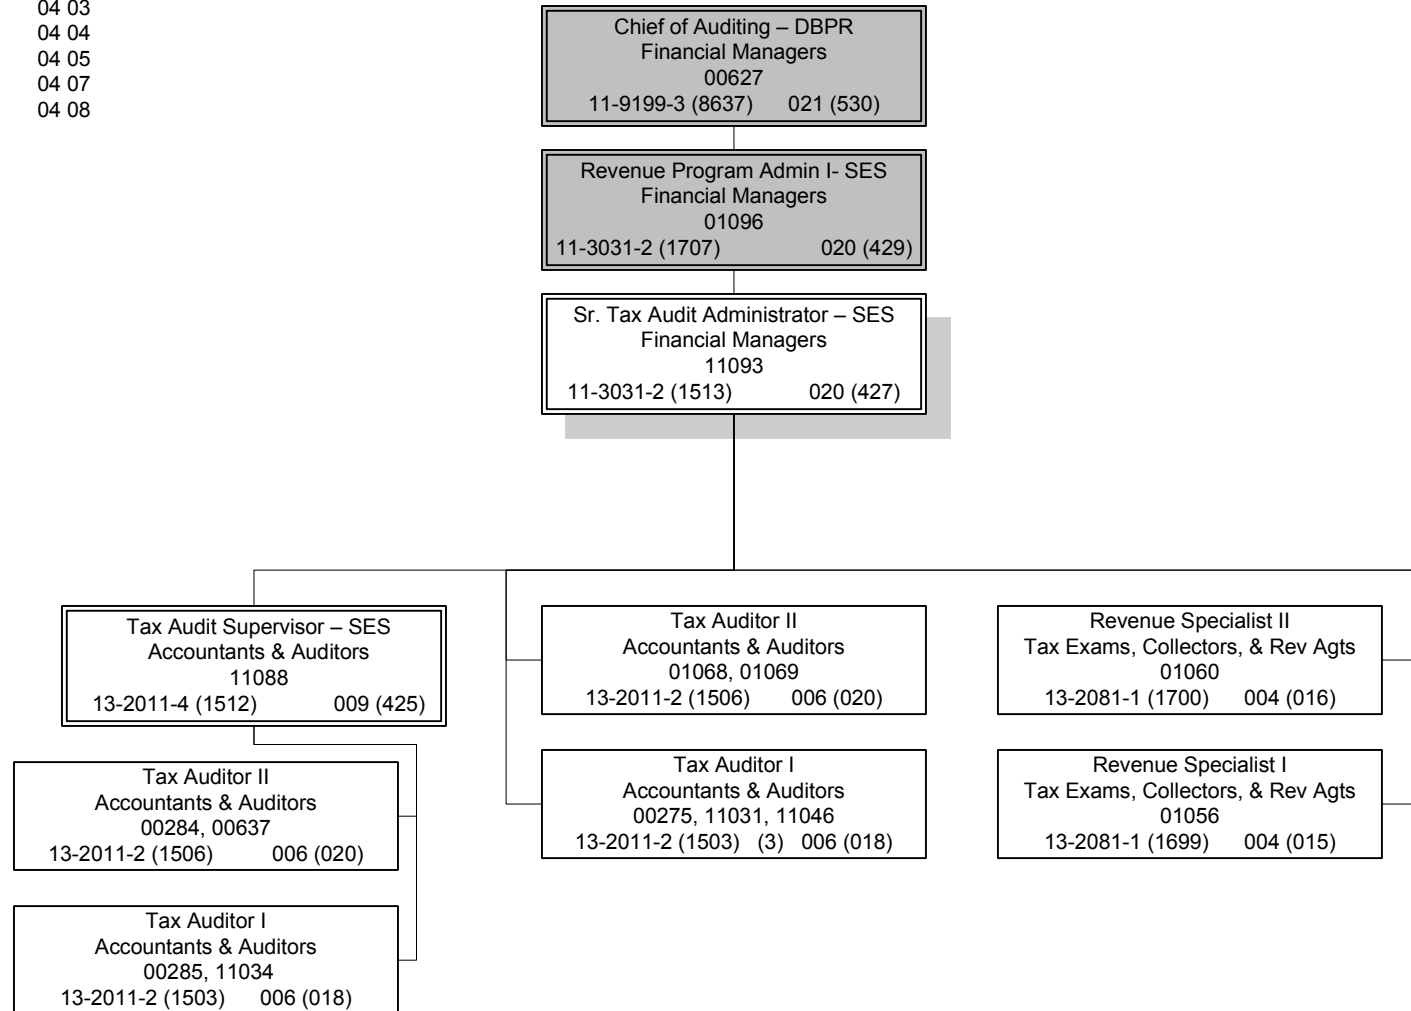 04 03
04 04
04 05
04 07
04 08
Chief of Auditing – DBPR
Financial Managers
00627
11-9199-3 (8637) 021 (530)
Revenue Program Admin I- SES
Financial Managers
01096
11-3031-2 (1707) 020 (429)
Sr. Tax Audit Administrator – SES
Financial Managers
11093
11-3031-2 (1513) 020 (427)
Tax Audit Supervisor – SES
Accountants & Auditors
11088
13-2011-4 (1512) 009 (425)
Tax Auditor II
Accountants & Auditors
00284, 00637
13-2011-2 (1506) 006 (020)
Tax Auditor I
Accountants & Auditors
00285, 11034
13-2011-2 (1503) 006 (018)
Tax Auditor II
Accountants & Auditors
01068, 01069
13-2011-2 (1506) 006 (020)
Tax Auditor I
Accountants & Auditors
00275, 11031, 11046
13-2011-2 (1503) (3) 006 (018)
Revenue Specialist II
Tax Exams, Collectors, & Rev Agts
01060
13-2081-1 (1700) 004 (016)
Revenue Specialist I
Tax Exams, Collectors, & Rev Agts
01056
13-2081-1 (1699) 004 (015)